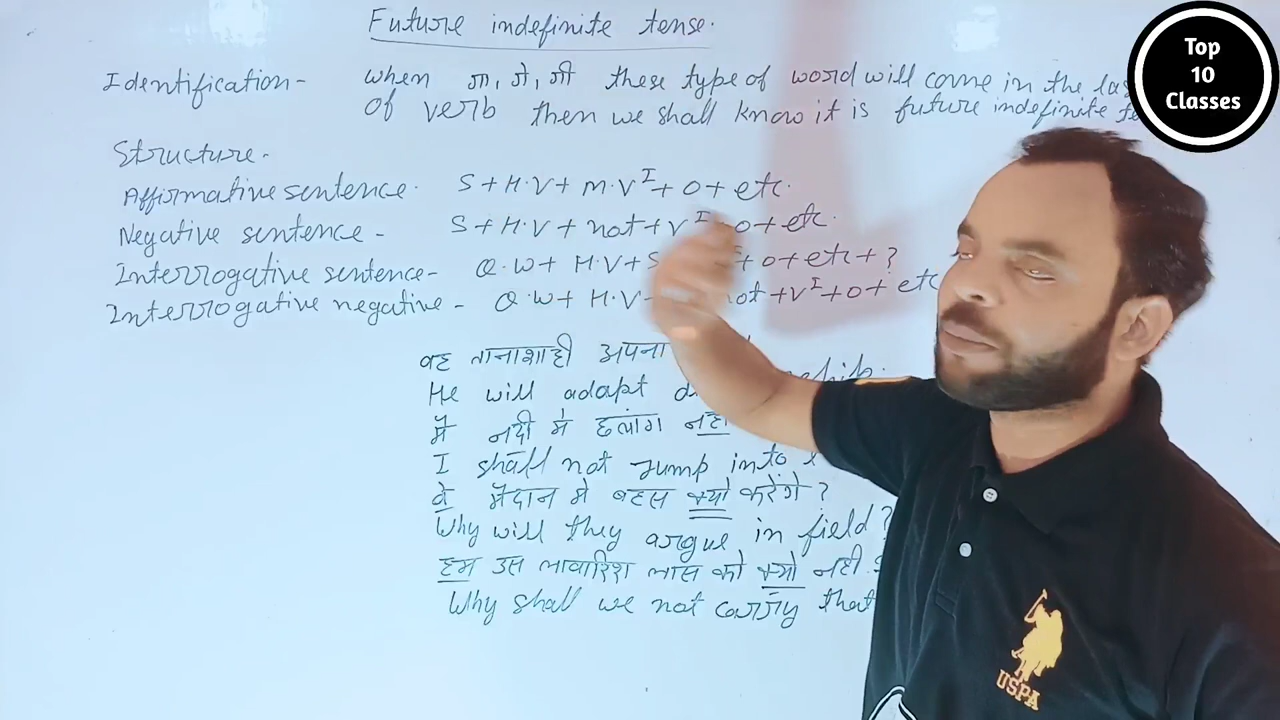 Future indefinite tense.
Identification - when गा, गे, गी these type of word will come in the las
of verb then we shall know it is future indefinite te
Structure -
Affirmative sentence. S + H.V + M.V I + O + etc.
Negative sentence - S + H.V + not + V I O + etc.
Interrogative sentence - Q.W + H.V + S + O + etc + ?
Interrogative negative - Q.W + H.V not + V I + O + etc
वह तानाशाही अपना
He will adapt
मैं नदी में छलांग नही
I shall not jump into
वे मैदान मे बहस क्यो करेंगे ?
Why will they argue in field ?
हम उस लावारिश लास को क्यो नही
Why shall we not carry that
Top
10
Classes
USPA